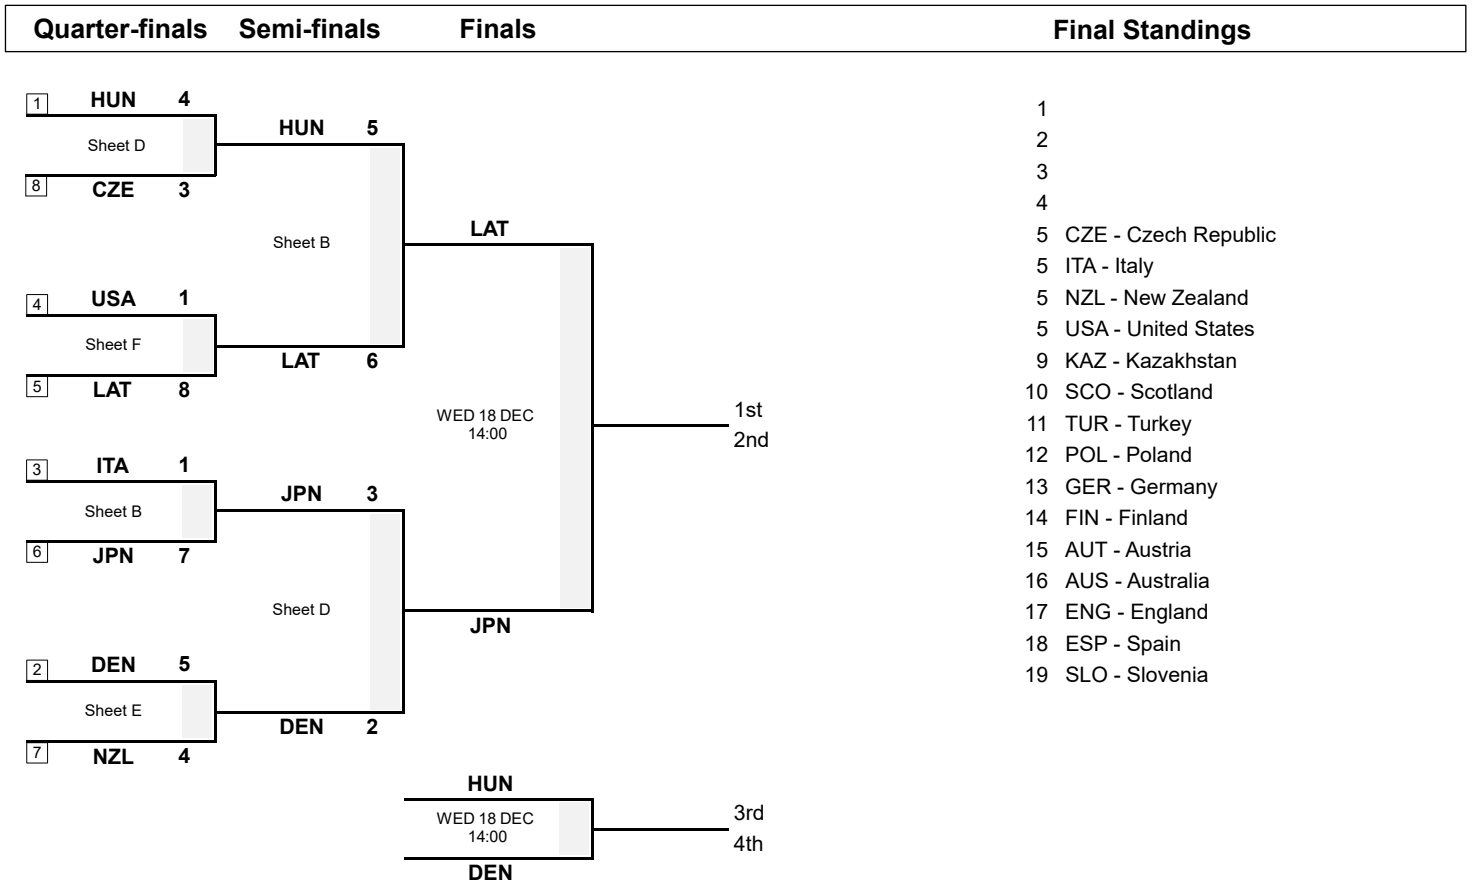 Quarter-finals Semi-finals Finals Final Standings
1 HUN 4
Sheet D
8 CZE 3
HUN 5
Sheet B
LAT 6
4 USA 1
Sheet F
5 LAT 8
3 ITA 1
Sheet B
6 JPN 7
JPN 3
Sheet D
DEN 2
2 DEN 5
Sheet E
7 NZL 4
LAT
WED 18 DEC
14:00
JPN
1st
2nd
HUN
WED 18 DEC
14:00
DEN
3rd
4th
1
2
3
4
5 CZE - Czech Republic
5 ITA - Italy
5 NZL - New Zealand
5 USA - United States
9 KAZ - Kazakhstan
10 SCO - Scotland
11 TUR - Turkey
12 POL - Poland
13 GER - Germany
14 FIN - Finland
15 AUT - Austria
16 AUS - Australia
17 ENG - England
18 ESP - Spain
19 SLO - Slovenia